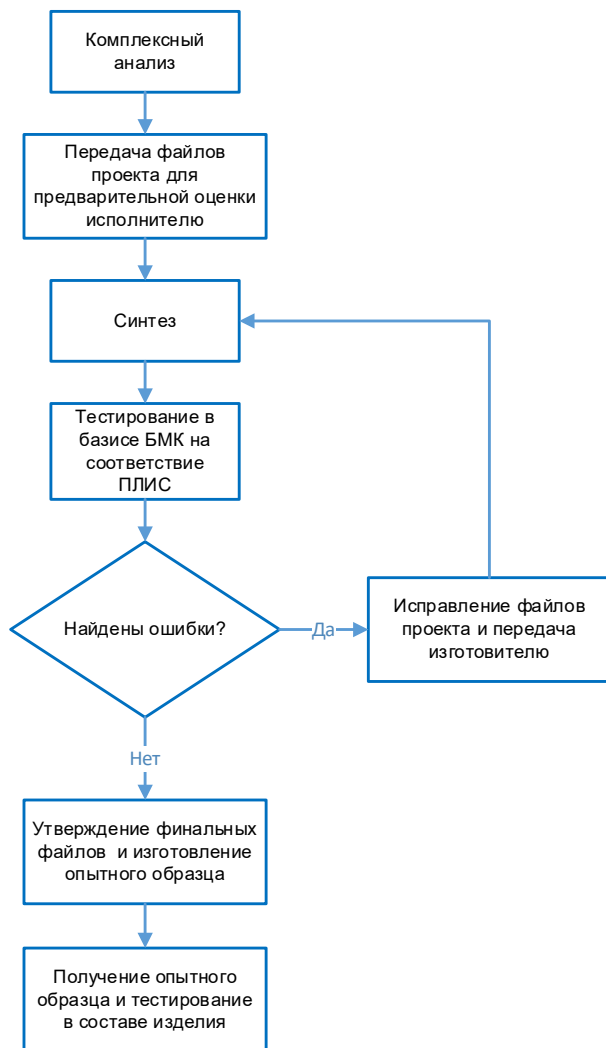 Комплексный
анализ
Передача файлов
проекта для
предварительной оценки
исполнителю
Синтез
Тестирование в
базисе БМК на
соответствие
ПЛИС
Найдены ошибки?
Да
Исправление файлов
проекта и передача
изготовителю
Нет
Утверждение финальных
файлов и изготовление
опытного образца
Получение опытного
образца и тестирование
в составе изделия